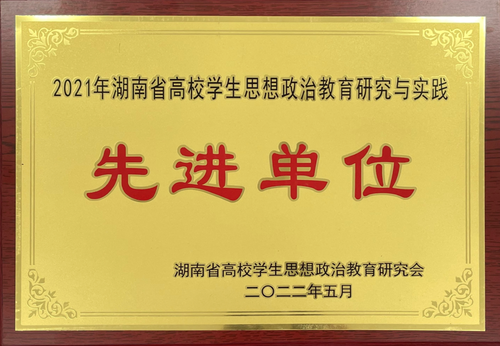 2021年湖南省高校学生思想政治教育研究与实践
先进单位
湖南省高校学生思想政治教育研究会
二〇二二年五月